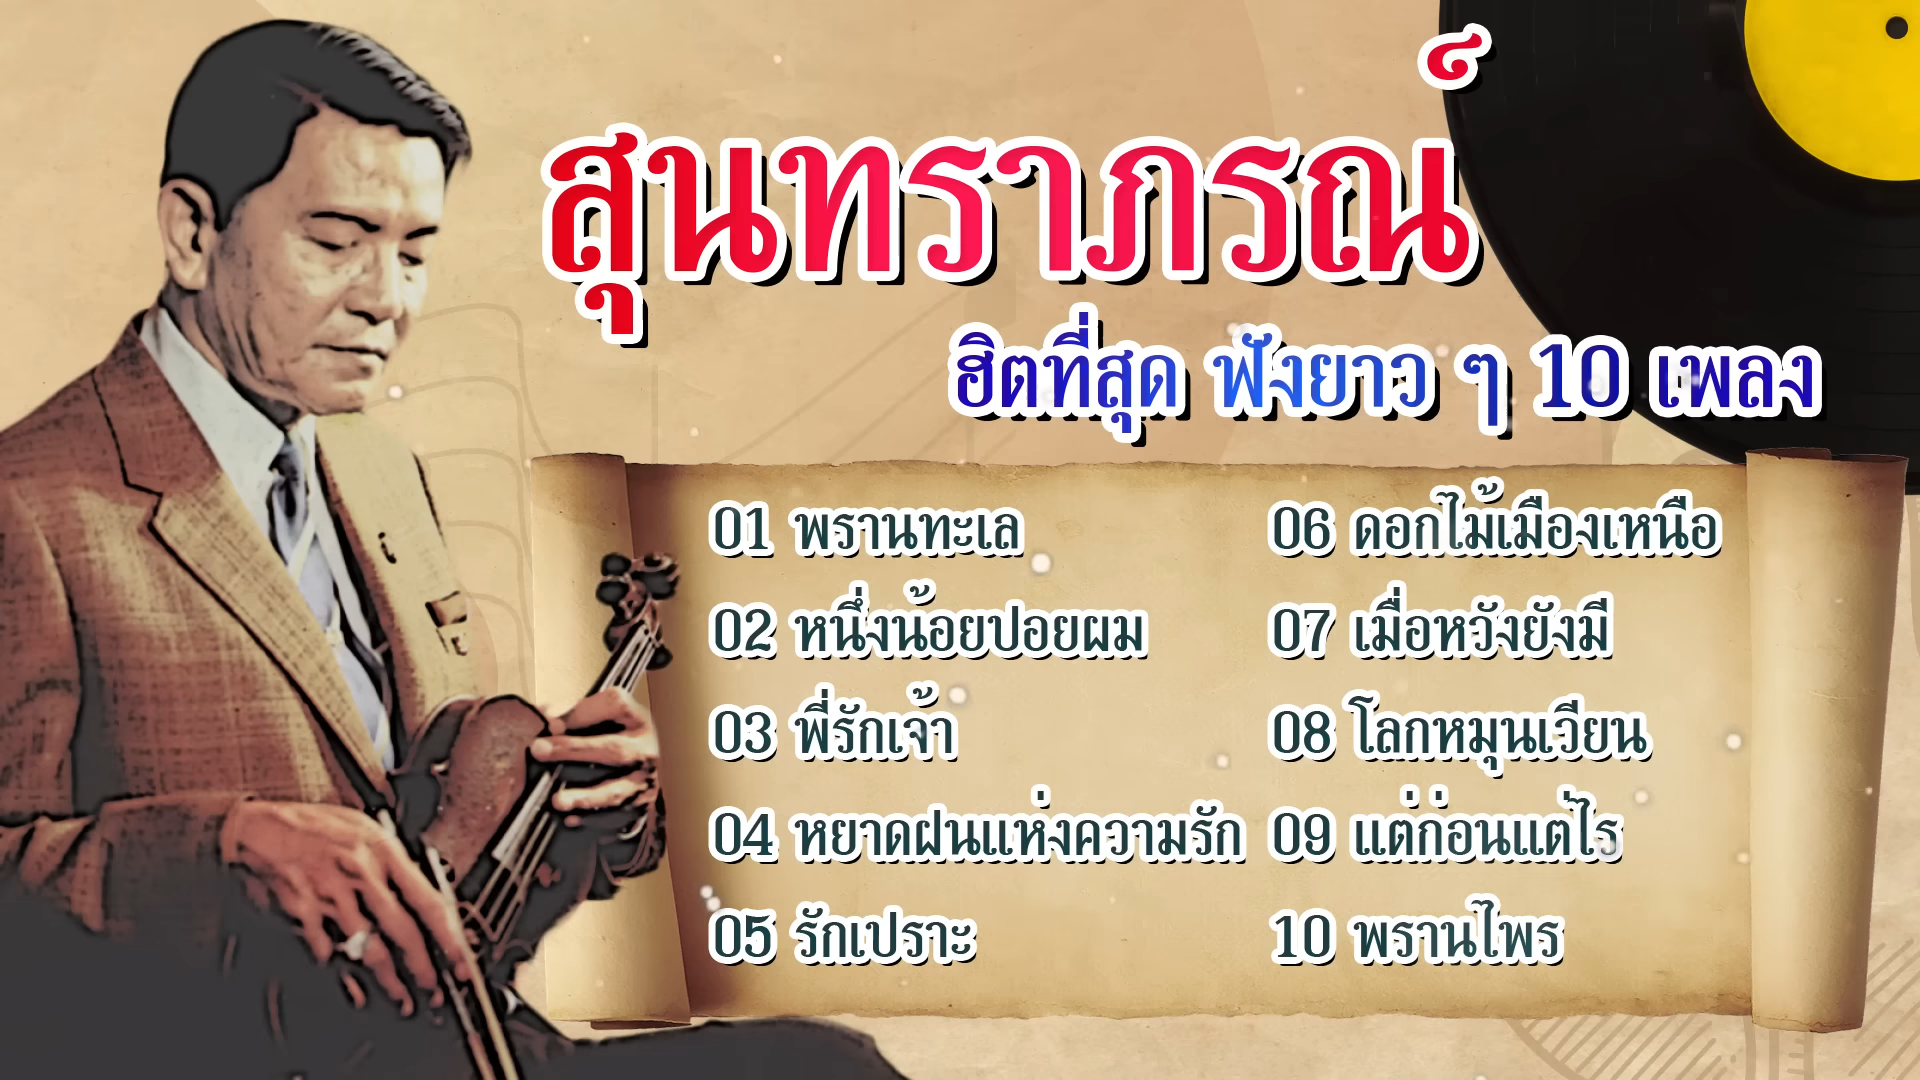 สุนทราภรณ์
ฮิตที่สุด ฟังยาว ๆ 10 เพลง
01 พรานทะเล
02 หนึ่งน้อยปอยผม
03 พี่รักเจ้า
04 หยาดฝนแห่งความรัก
05 รักเปราะ
06 ดอกไม้เมืองเหนือ
07 เมื่อหวังยังมี
08 โลกหมุนเวียน
09 แต่ก่อนแต่ไร
10 พรานไพร